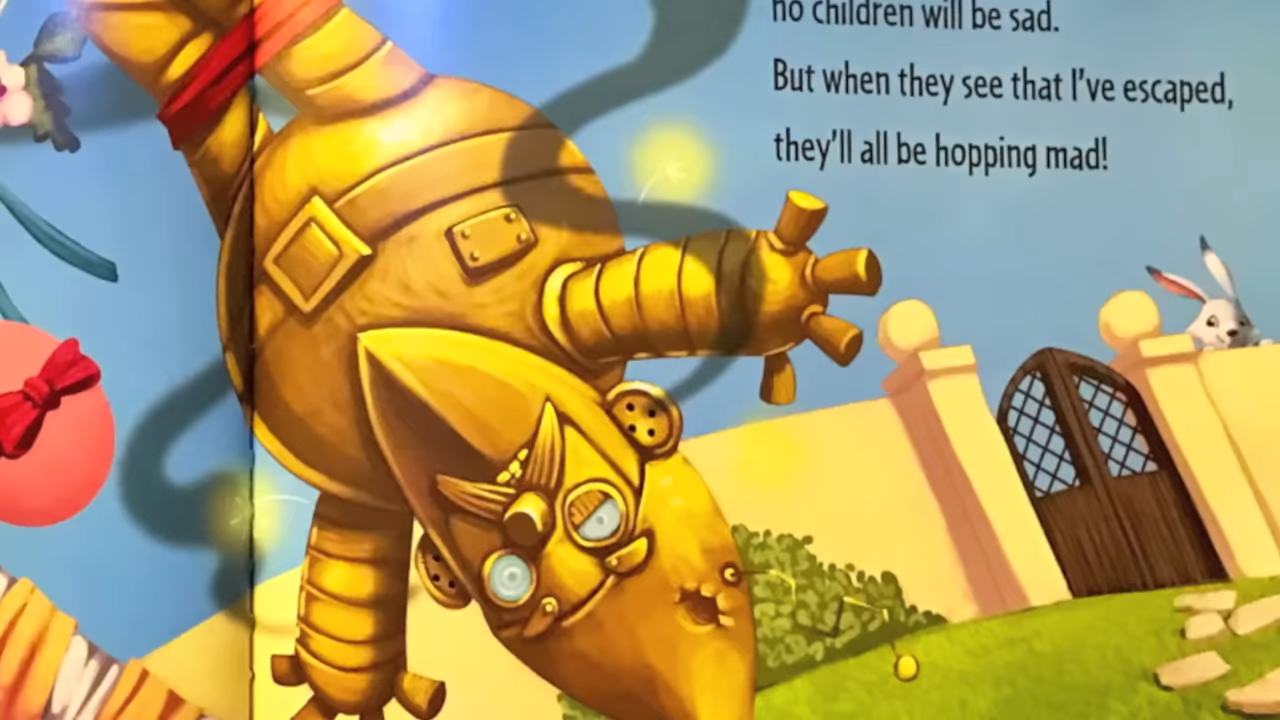 no children will be sad.
But when they see that I've escaped,
they'll all be hopping mad!